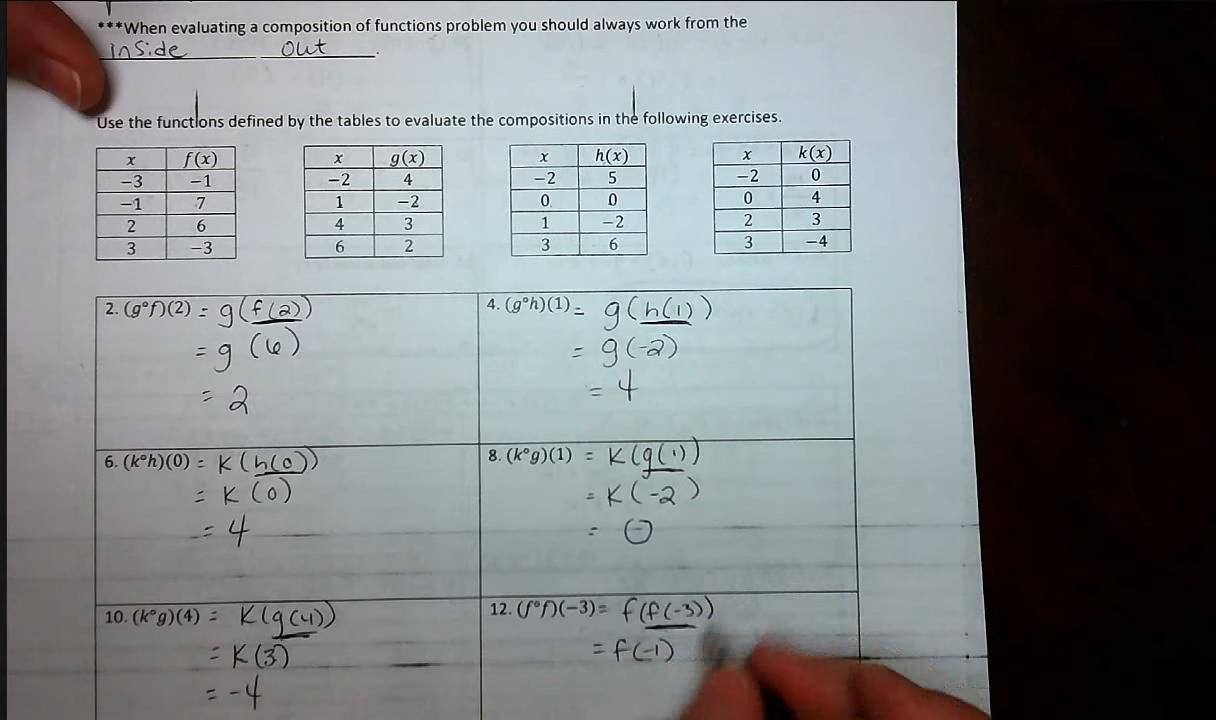 ***When evaluating a composition of functions problem you should always work from the
inside out.
Use the functions defined by the tables to evaluate the compositions in the following exercises.
x f(x)
-3 -1
-1 7
2 6
3 -3
x g(x)
-2 4
1 -2
4 3
6 2
x h(x)
-2 5
0 0
1 -2
3 6
x k(x)
-2 0
0 4
2 3
3 -4
2. (g°f)(2) = g(f(2))
= g (6)
= 2
4. (g°h)(1) = g(h(1))
= g(-2)
= 4
6. (k°h)(0) = K(h(0))
= K(0)
= 4
8. (k°g)(1) = K(g(1))
= K(-2)
= 0
10. (k°g)(4) = K(g(4))
= K(3)
= -4
12. (f°f)(-3) = f(f(-3))
= f(-1)